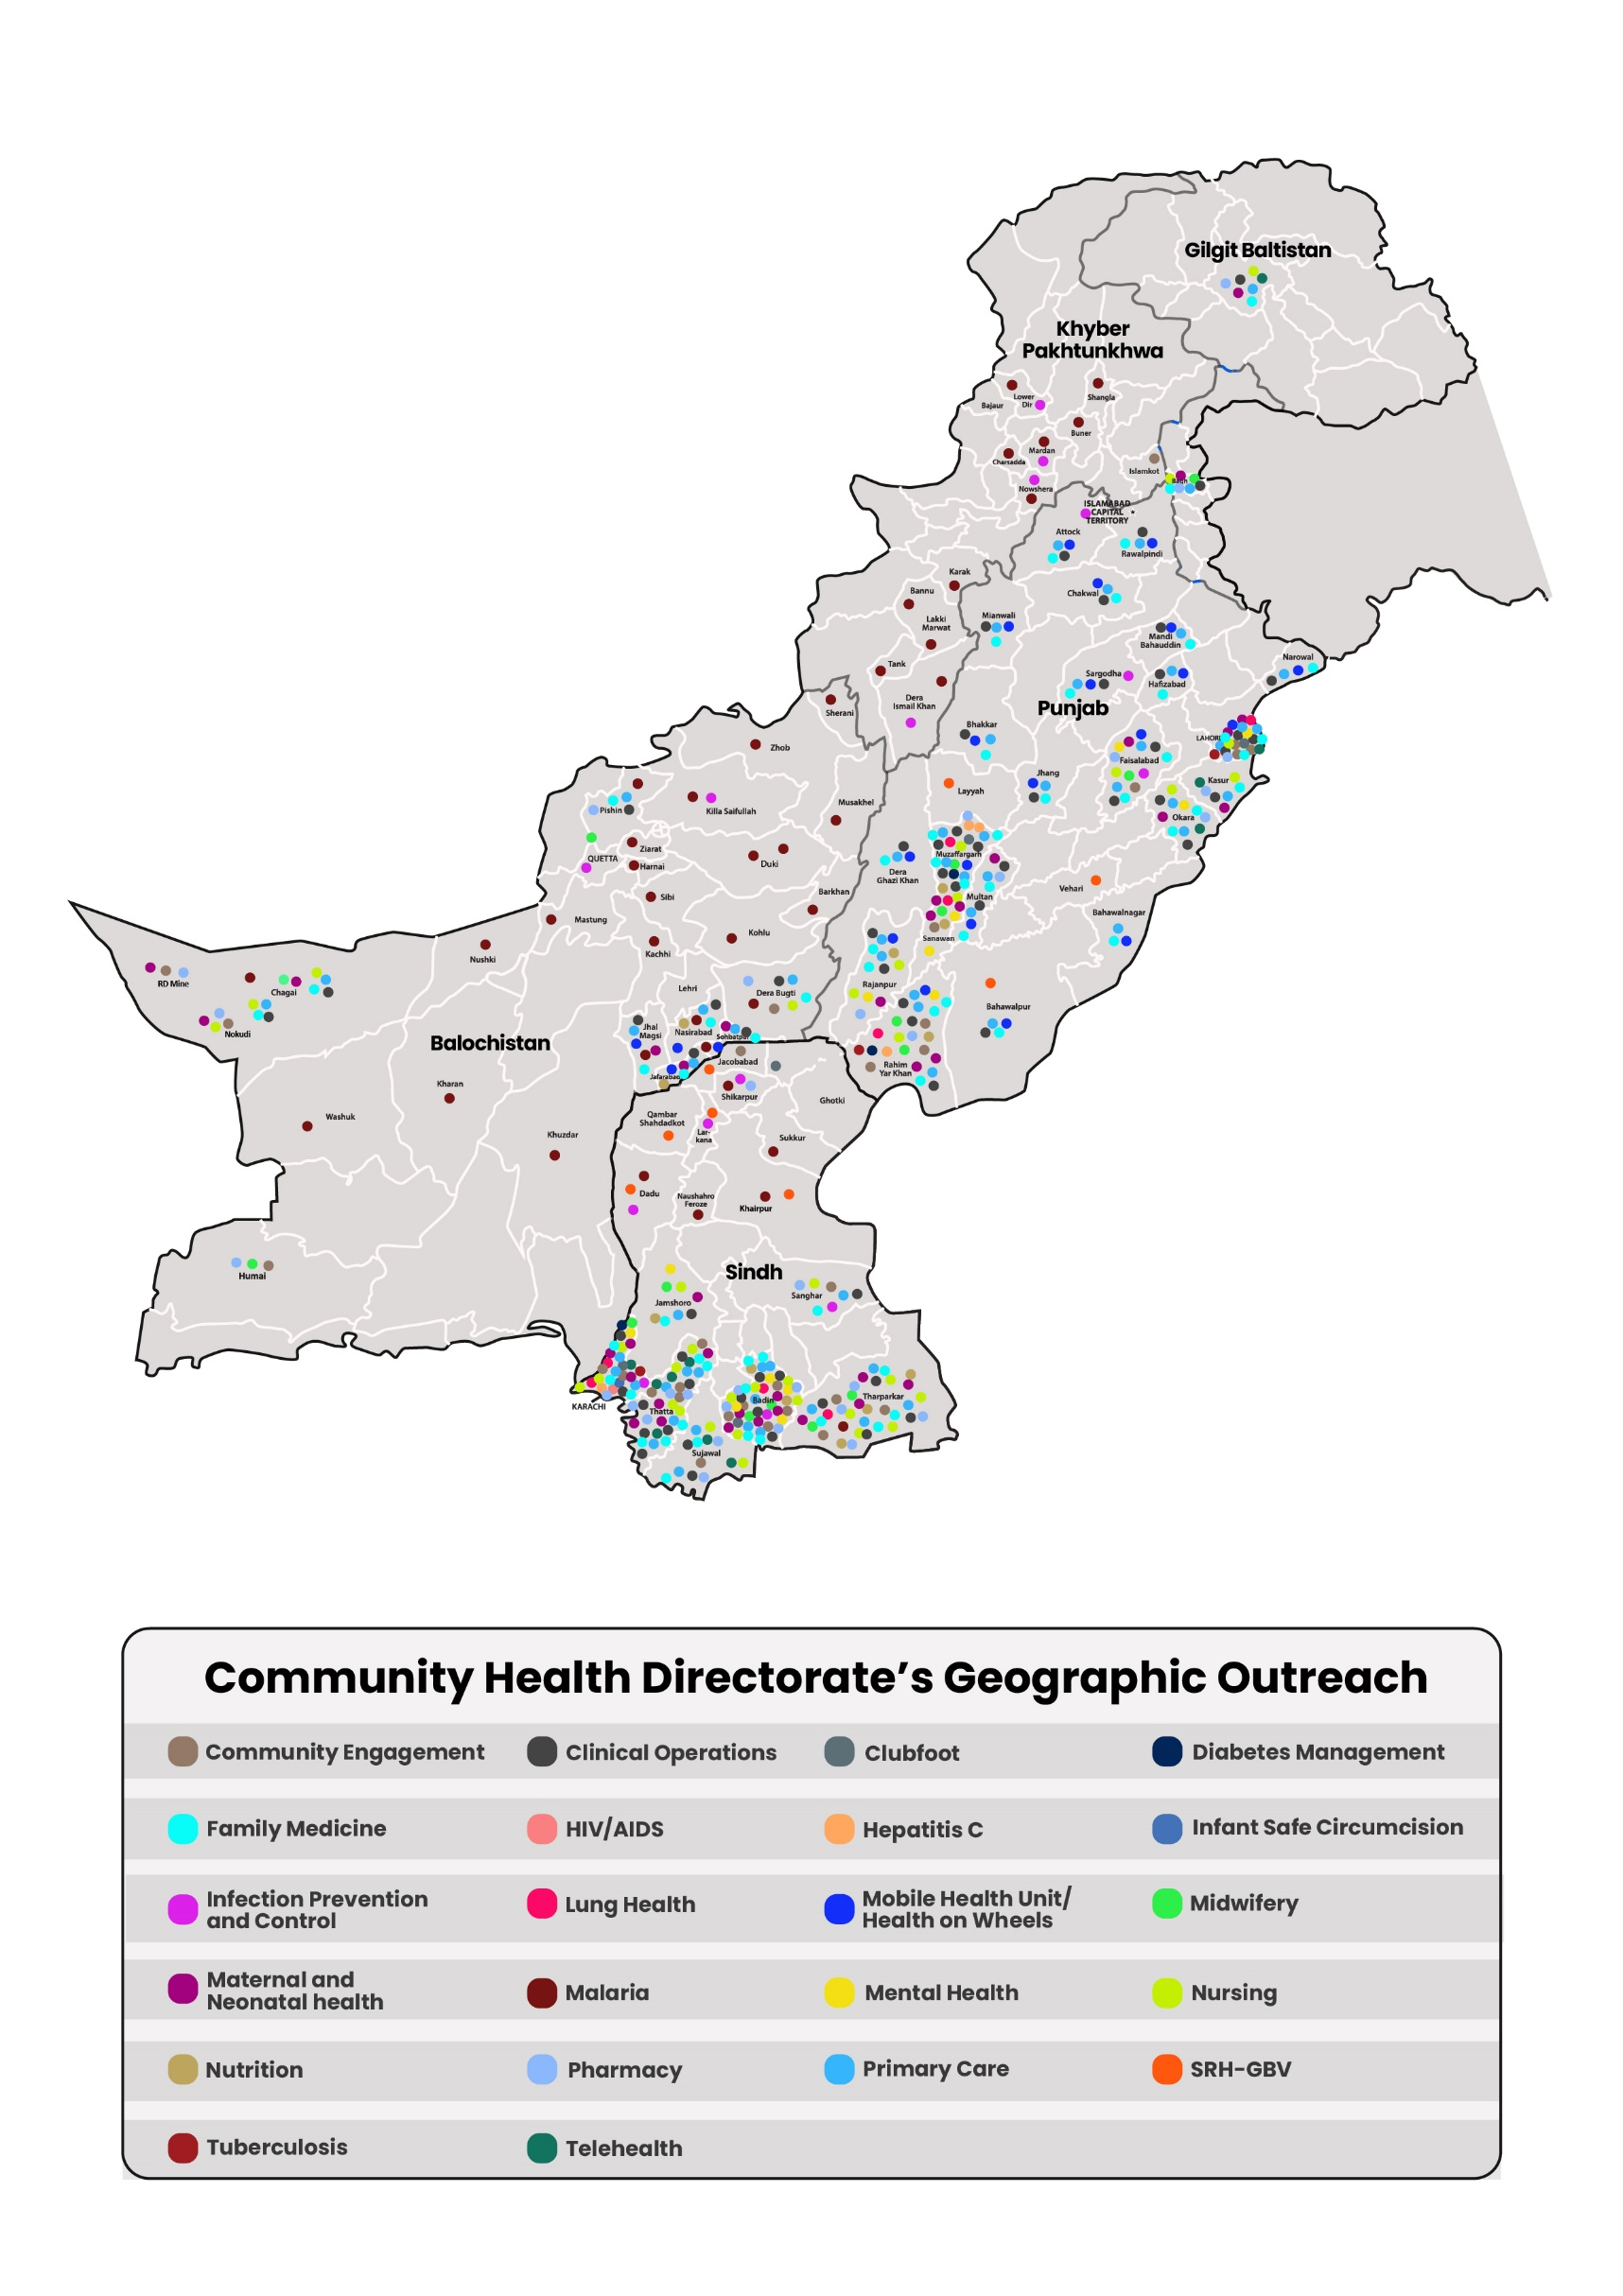 Gilgit Baltistan
Khyber
Pakhtunkhwa
Lower
Dir
Shangla
Bajaur
Buner
Mardan
Charsadda
Islamkot
Bagh
Nowshera
ISLAMABAD
CAPITAL
TERRITORY
Attock
Rawalpindi
Karak
Bannu
Chakwal
Lakki
Marwat
Mianwali
Mandi
Bahauddin
Narowal
Tank
Sargodha
Hafizabad
Dera
Ismail Khan
Sherani
Punjab
Bhakkar
LAHORE
Zhob
Faisalabad
Jhang
Kasur
Layyah
Musakhel
Pishin
Killa Saifullah
Okara
Ziarat
QUETTA
Harnai
Duki
Muzaffargarh
Dera
Ghazi Khan
Vehari
Barkhan
Sibi
Multan
Mastung
Bahawalnagar
Kohlu
Sanawan
Kachhi
Nushki
RD Mine
Chagai
Lehri
Dera Bugti
Rajanpur
Bahawalpur
Nokudi
Jhal
Magsi
Nasirabad
Sohbatpur
Balochistan
Jacobabad
Rahim
Yar Khan
Jafarabad
Kharan
Shikarpur
Ghotki
Washuk
Qambar
Shahdadkot
Lar-
kana
Khuzdar
Sukkur
Dadu
Naushahro
Feroze
Khairpur
Sindh
Humai
Sanghar
Jamshoro
Tharparkar
Badin
KARACHI
Thatta
Sujawal
Community Health Directorate’s Geographic Outreach
Community Engagement
Clinical Operations
Clubfoot
Diabetes Management
Family Medicine
HIV/AIDS
Hepatitis C
Infant Safe Circumcision
Infection Prevention
and Control
Lung Health
Mobile Health Unit/
Health on Wheels
Midwifery
Maternal and
Neonatal health
Malaria
Mental Health
Nursing
Nutrition
Pharmacy
Primary Care
SRH-GBV
Tuberculosis
Telehealth